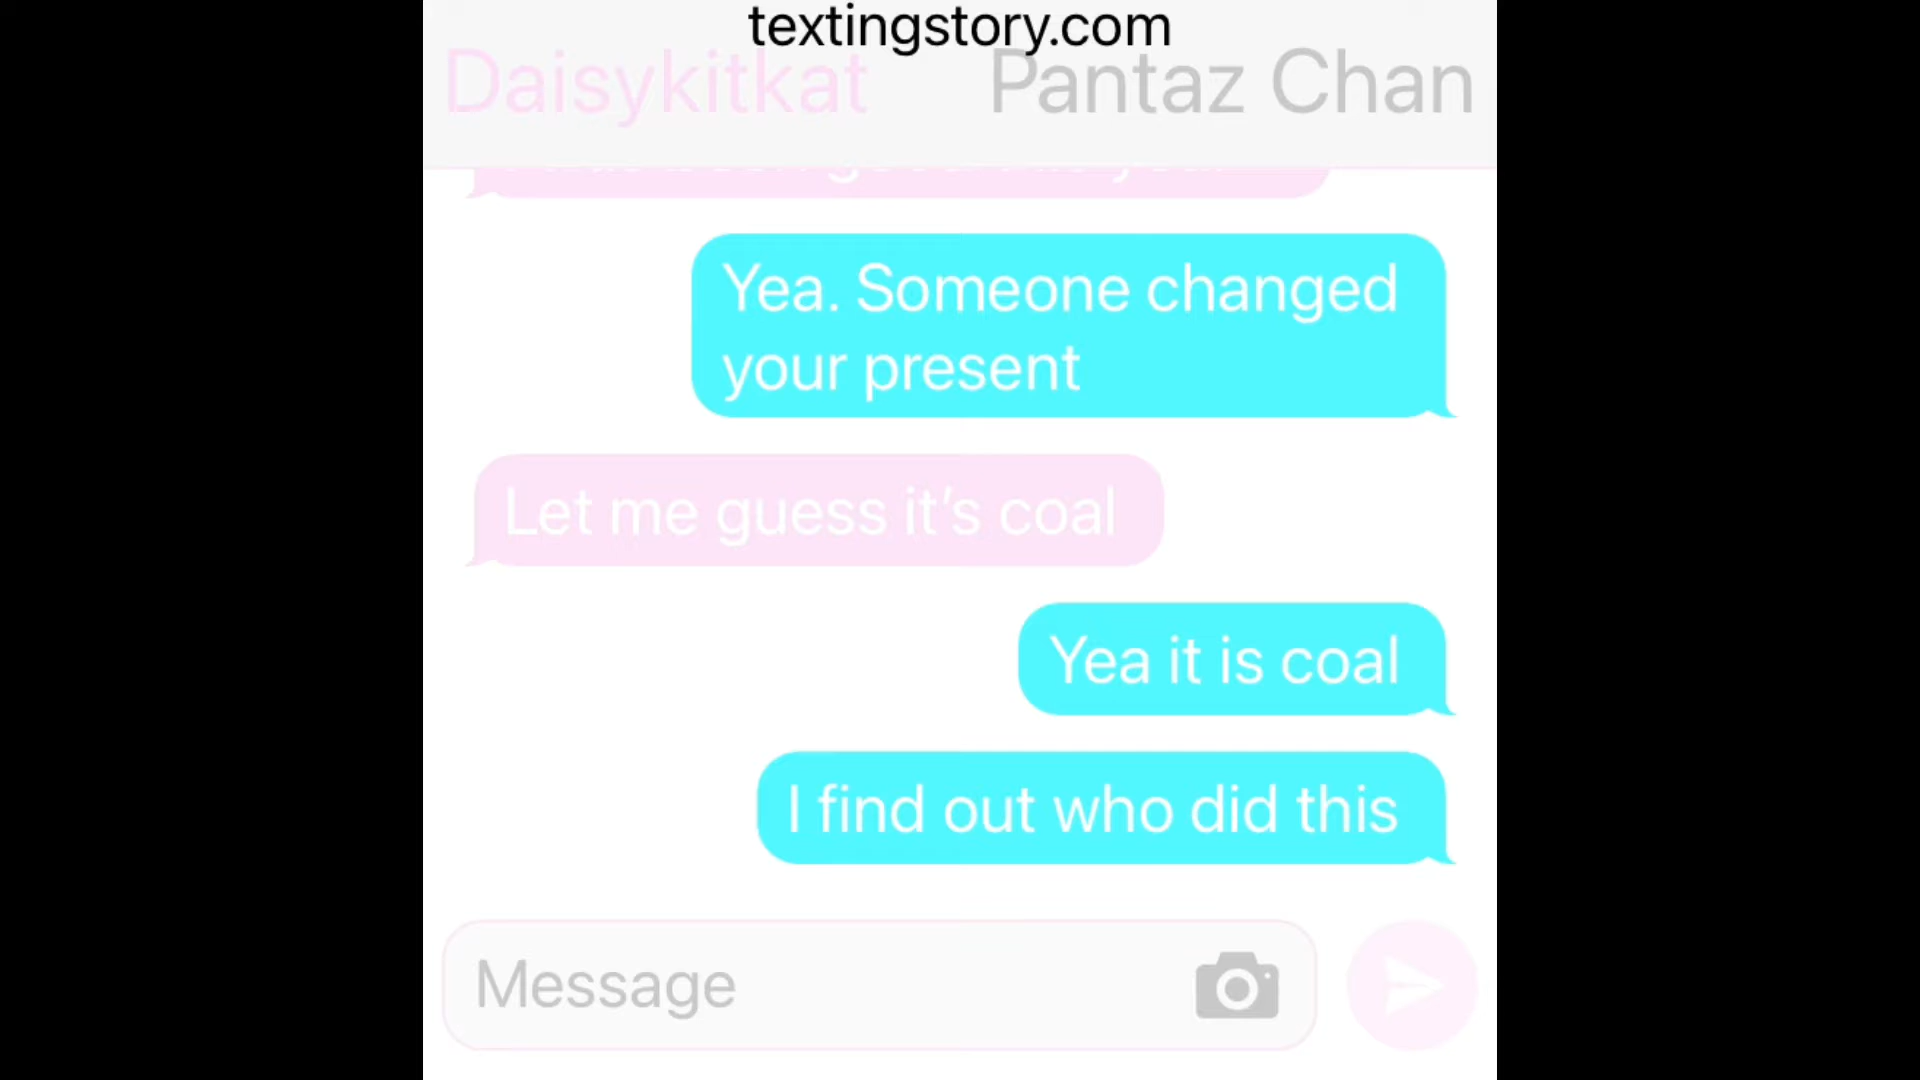 textingstory.com
Daisykitkat Pantaz Chan
Yea. Someone changed
your present
Let me guess it’s coal
Yea it is coal
I find out who did this
Message